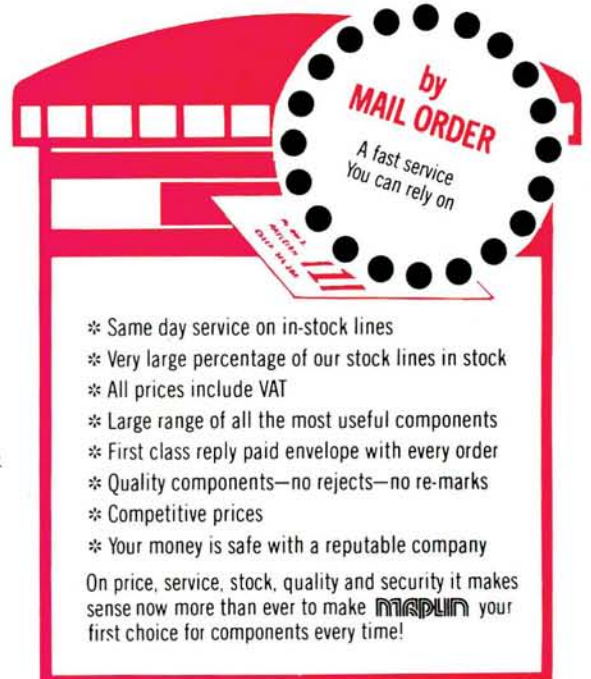 by
MAIL ORDER
A fast service
You can rely on
✲ Same day service on in-stock lines
✲ Very large percentage of our stock lines in stock
✲ All prices include VAT
✲ Large range of all the most useful components
✲ First class reply paid envelope with every order
✲ Quality components—no rejects—no re-marks
✲ Competitive prices
✲ Your money is safe with a reputable company
On price, service, stock, quality and security it makes
sense now more than ever to make MAPLIN your
first choice for components every time!